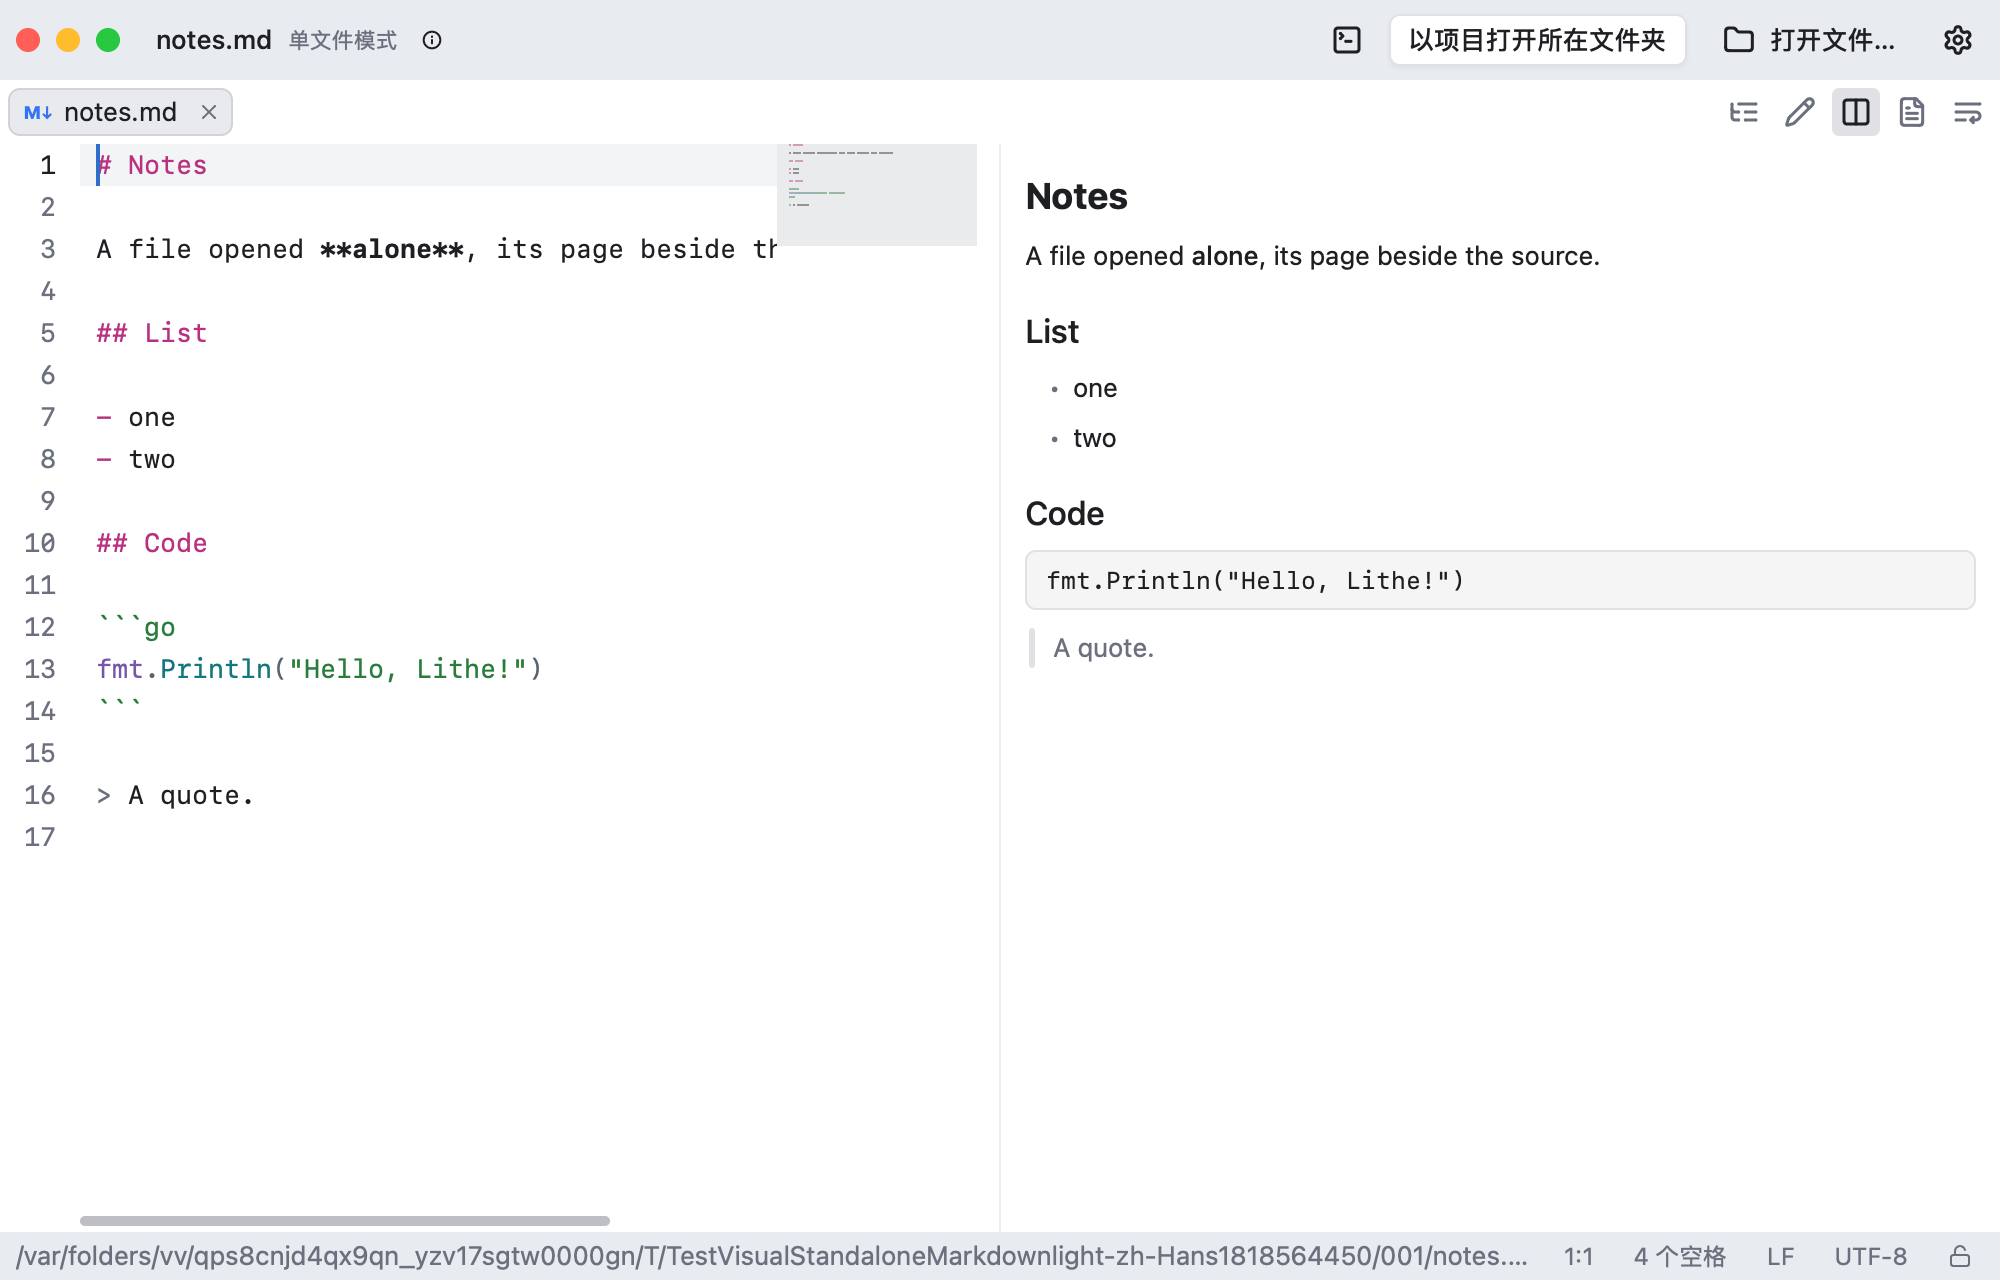 notes.md 单文件模式
以项目打开所在文件夹
打开文件...
M↓ notes.md
1 # Notes
2
3 A file opened **alone**, its page beside th
4
5 ## List
6
7 - one
8 - two
9
10 ## Code
11
12 ```go
13 fmt.Println("Hello, Lithe!")
14 ```
15
16 > A quote.
17
Notes
A file opened alone, its page beside the source.
List
• one
• two
Code
fmt.Println("Hello, Lithe!")
A quote.
/var/folders/vv/qps8cnjd4qx9qn_yzv17sgtw0000gn/T/TestVisualStandaloneMarkdownlight-zh-Hans1818564450/001/notes.... 1:1 4 个空格 LF UTF-8